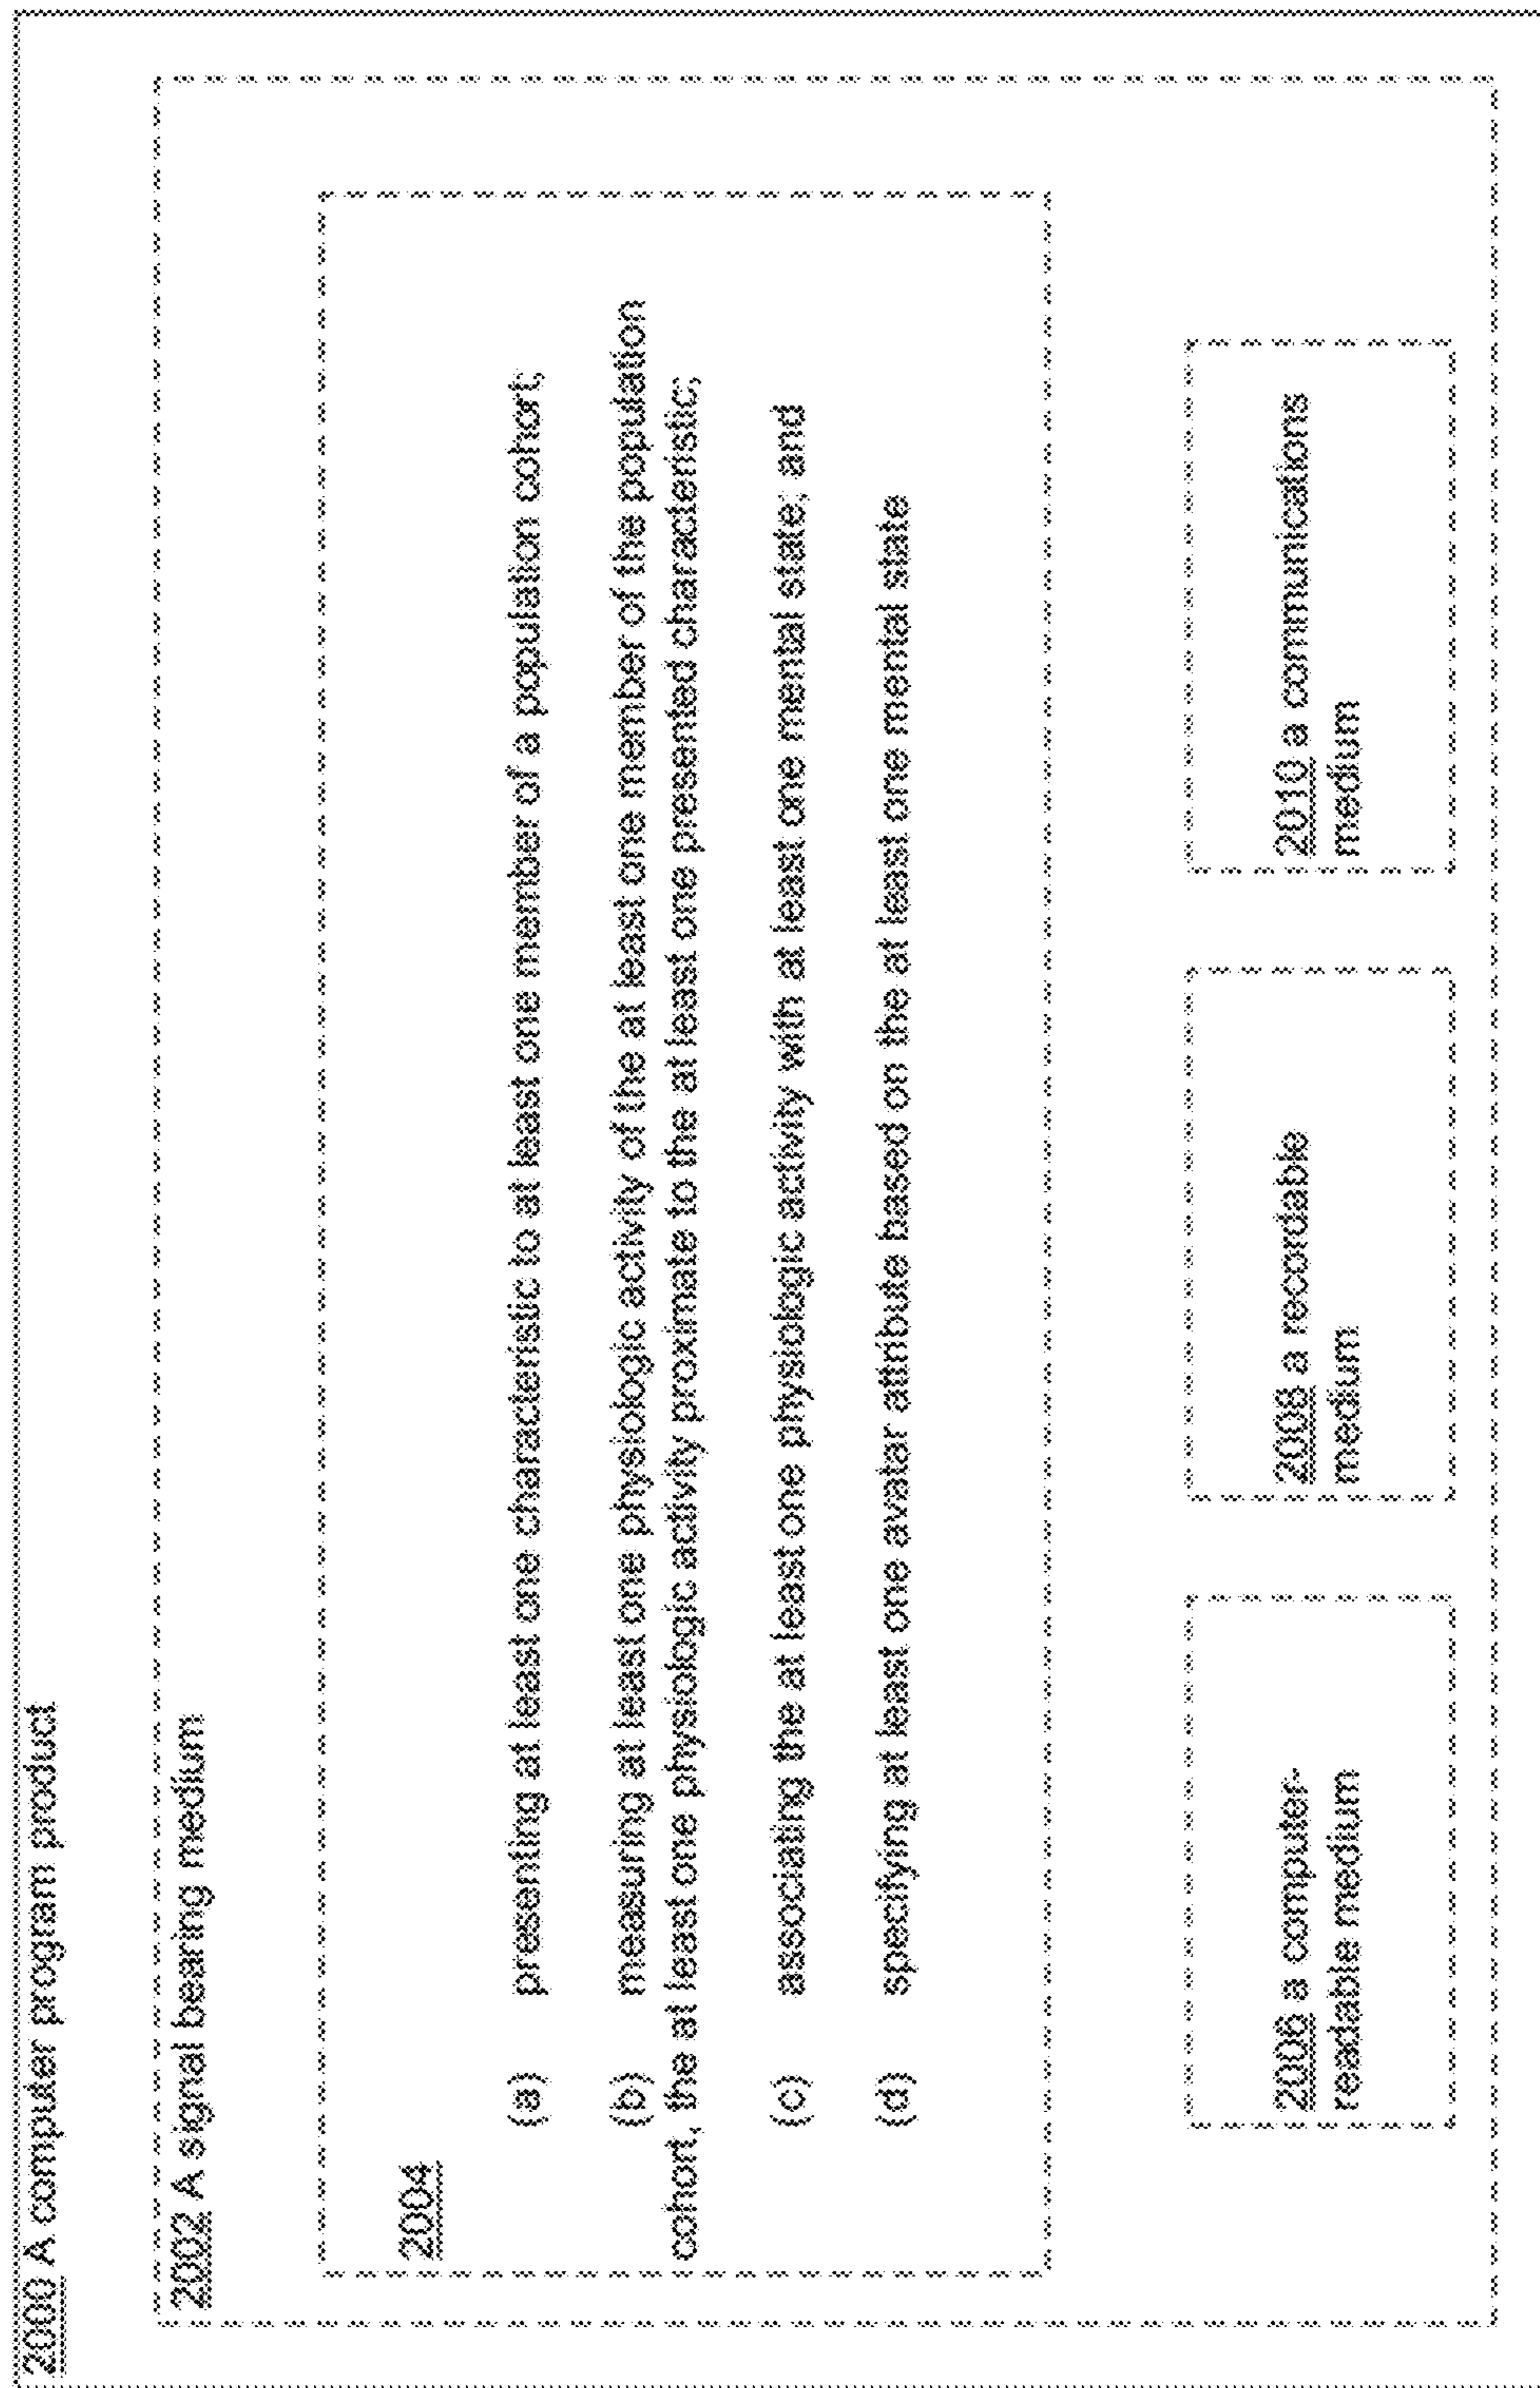 2000 A computer program product
2002 A signal bearing medium
2004
(a) presenting at least one characteristic to at least one member of a population cohort;
(b) measuring at least one physiologic activity of the at least one member of the population
cohort, the at least one physiologic activity proximate to the at least one presented characteristic;
(c) associating the at least one physiologic activity with at least one mental state; and
(d) specifying at least one avatar attribute based on the at least one mental state
2006 a computer-
readable medium
2008 a recordable
medium
2010 a communications
medium